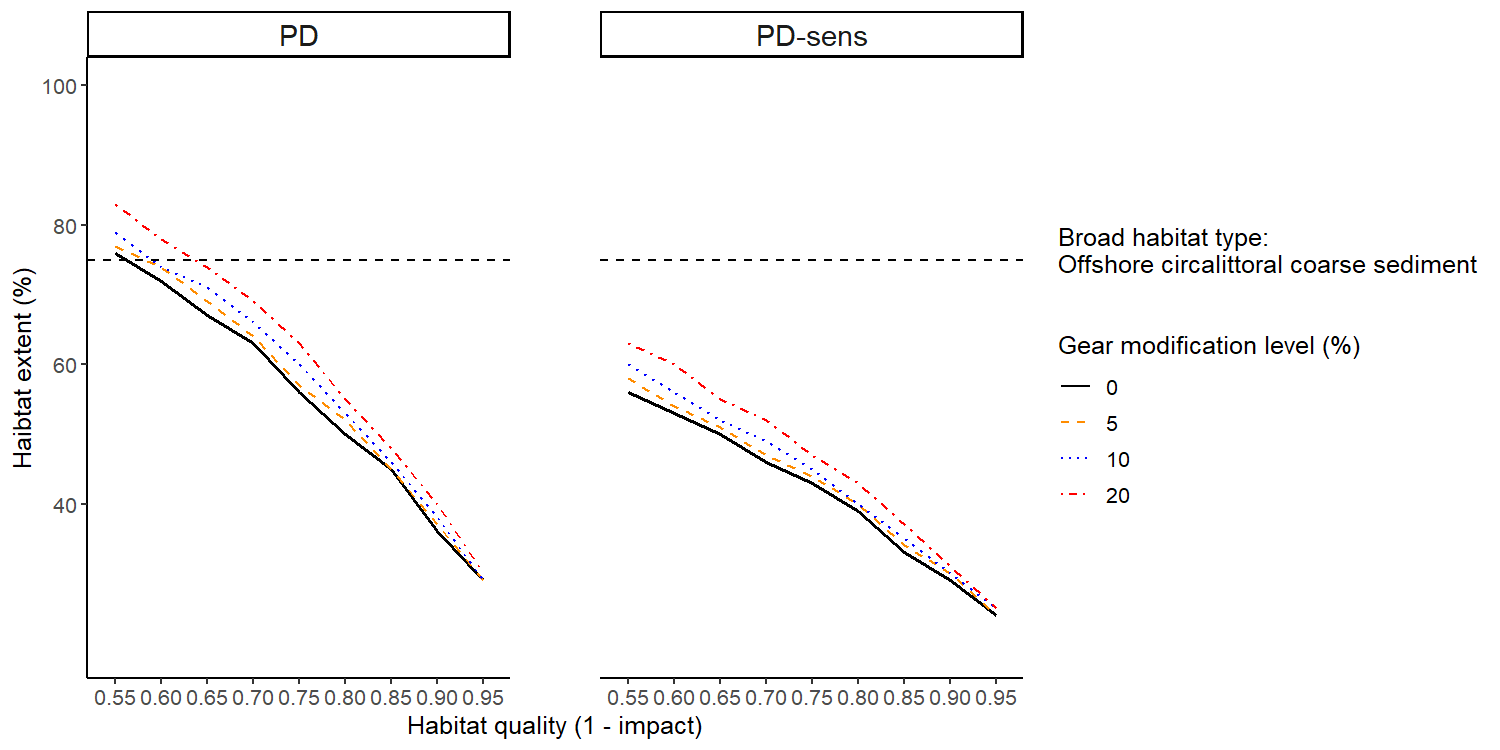 PD
PD-sens
100
80
60
40
Haibtat extent (%)
0.55 0.60 0.65 0.70 0.75 0.80 0.85 0.90 0.95
0.55 0.60 0.65 0.70 0.75 0.80 0.85 0.90 0.95
Habitat quality (1 - impact)
Broad habitat type:
Offshore circalittoral coarse sediment
Gear modification level (%)
0
5
10
20